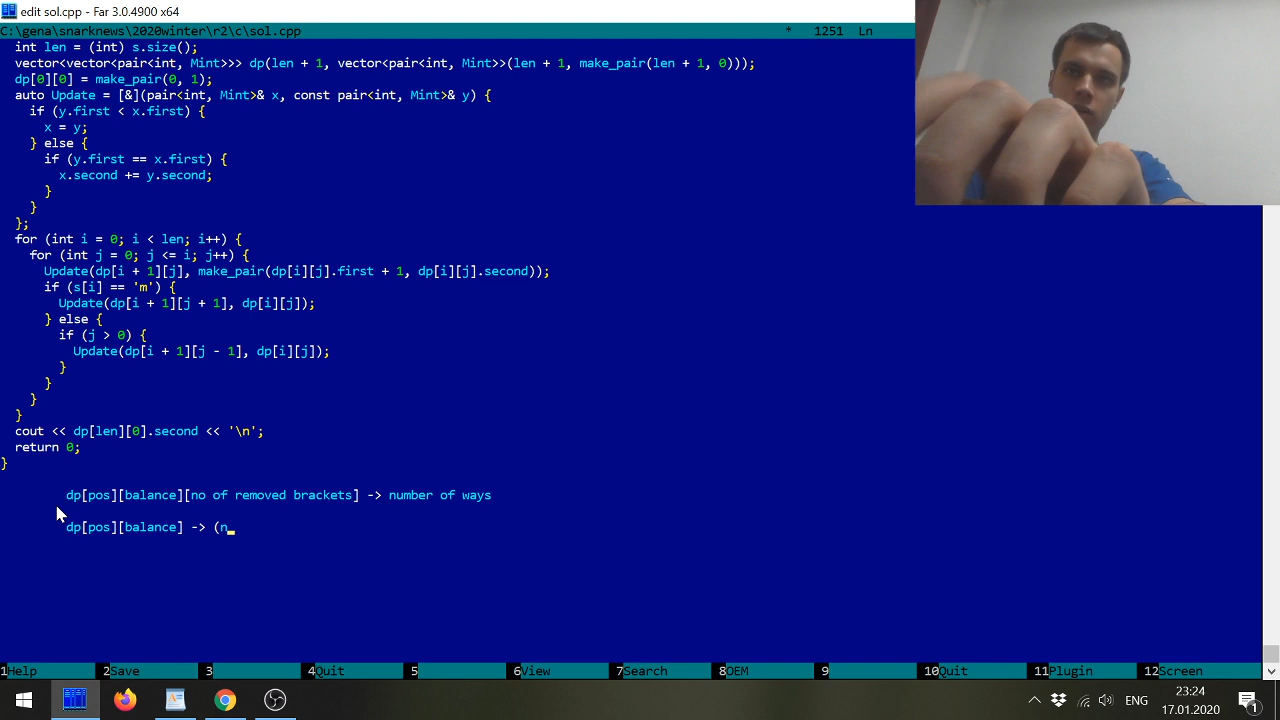 edit sol.cpp - Far 3.0.4900 x64
C:\gena\snarknews\2020winter\r2\c\sol.cpp * 1251 Ln
int len = (int) s.size();
vector<vector<pair<int, Mint>>> dp(len + 1, vector<pair<int, Mint>>(len + 1, make_pair(len + 1, 0)));
dp[0][0] = make_pair(0, 1);
auto Update = [&](pair<int, Mint>& x, const pair<int, Mint>& y) {
if (y.first < x.first) {
x = y;
} else {
if (y.first == x.first) {
x.second += y.second;
}
}
};
for (int i = 0; i < len; i++) {
for (int j = 0; j <= i; j++) {
Update(dp[i + 1][j], make_pair(dp[i][j].first + 1, dp[i][j].second));
if (s[i] == 'm') {
Update(dp[i + 1][j + 1], dp[i][j]);
} else {
if (j > 0) {
Update(dp[i + 1][j - 1], dp[i][j]);
}
}
}
}
cout << dp[len][0].second << '\n';
return 0;
}
dp[pos][balance][no of removed brackets] -> number of ways
dp[pos][balance] -> (n
1Help 2Save 3 4Quit 5 6View 7Search 8OEM 9 10Quit 11Plugin 12Screen
ENG 23:24
17.01.2020 1